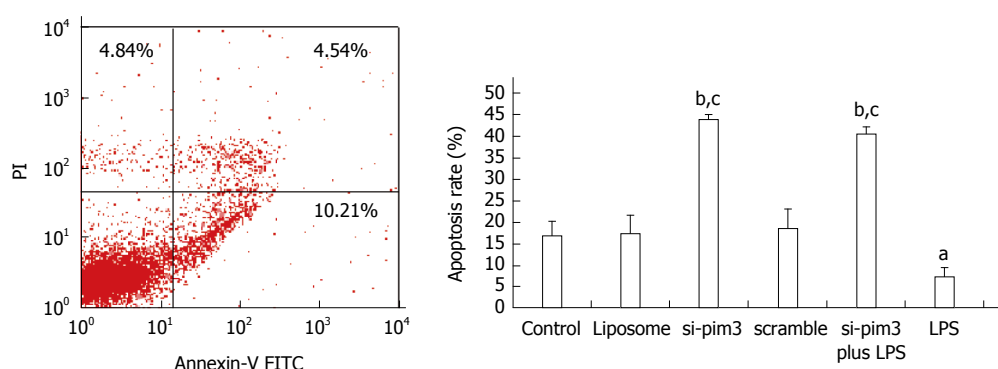 10^4
10^3
10^2
10^1
10^0
PI
4.84%
4.54%
10.21%
10^0
10^1
10^2
10^3
10^4
Annexin-V FITC
Apoptosis rate (%)
50
45
40
35
30
25
20
15
10
5
0
b,c
b,c
a
Control
Liposome
si-pim3
scramble
si-pim3
plus LPS
LPS